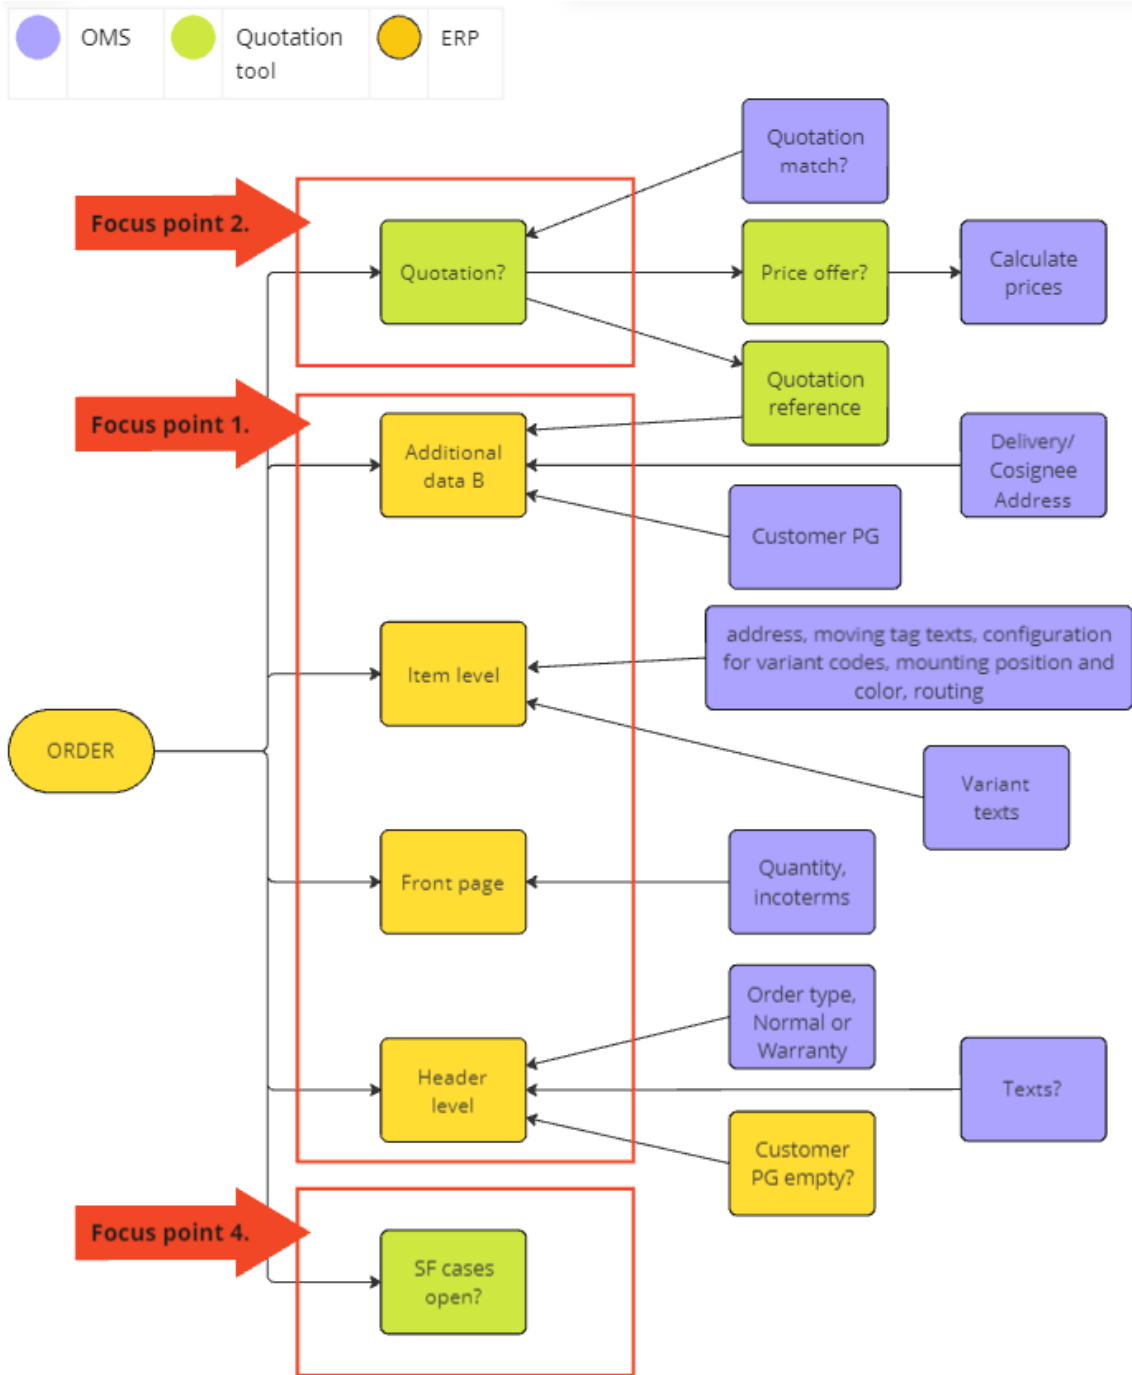 OMS
Quotation
tool
ERP
Quotation
match?
Focus point 2.
Quotation?
Price offer?
Calculate
prices
Quotation
reference
Focus point 1.
Additional
data B
Delivery/
Cosignee
Address
Customer PG
Item level
address, moving tag texts, configuration
for variant codes, mounting position and
color, routing
ORDER
Variant
texts
Front page
Quantity,
incoterms
Order type,
Normal or
Warranty
Header
level
Texts?
Customer
PG empty?
Focus point 4.
SF cases
open?